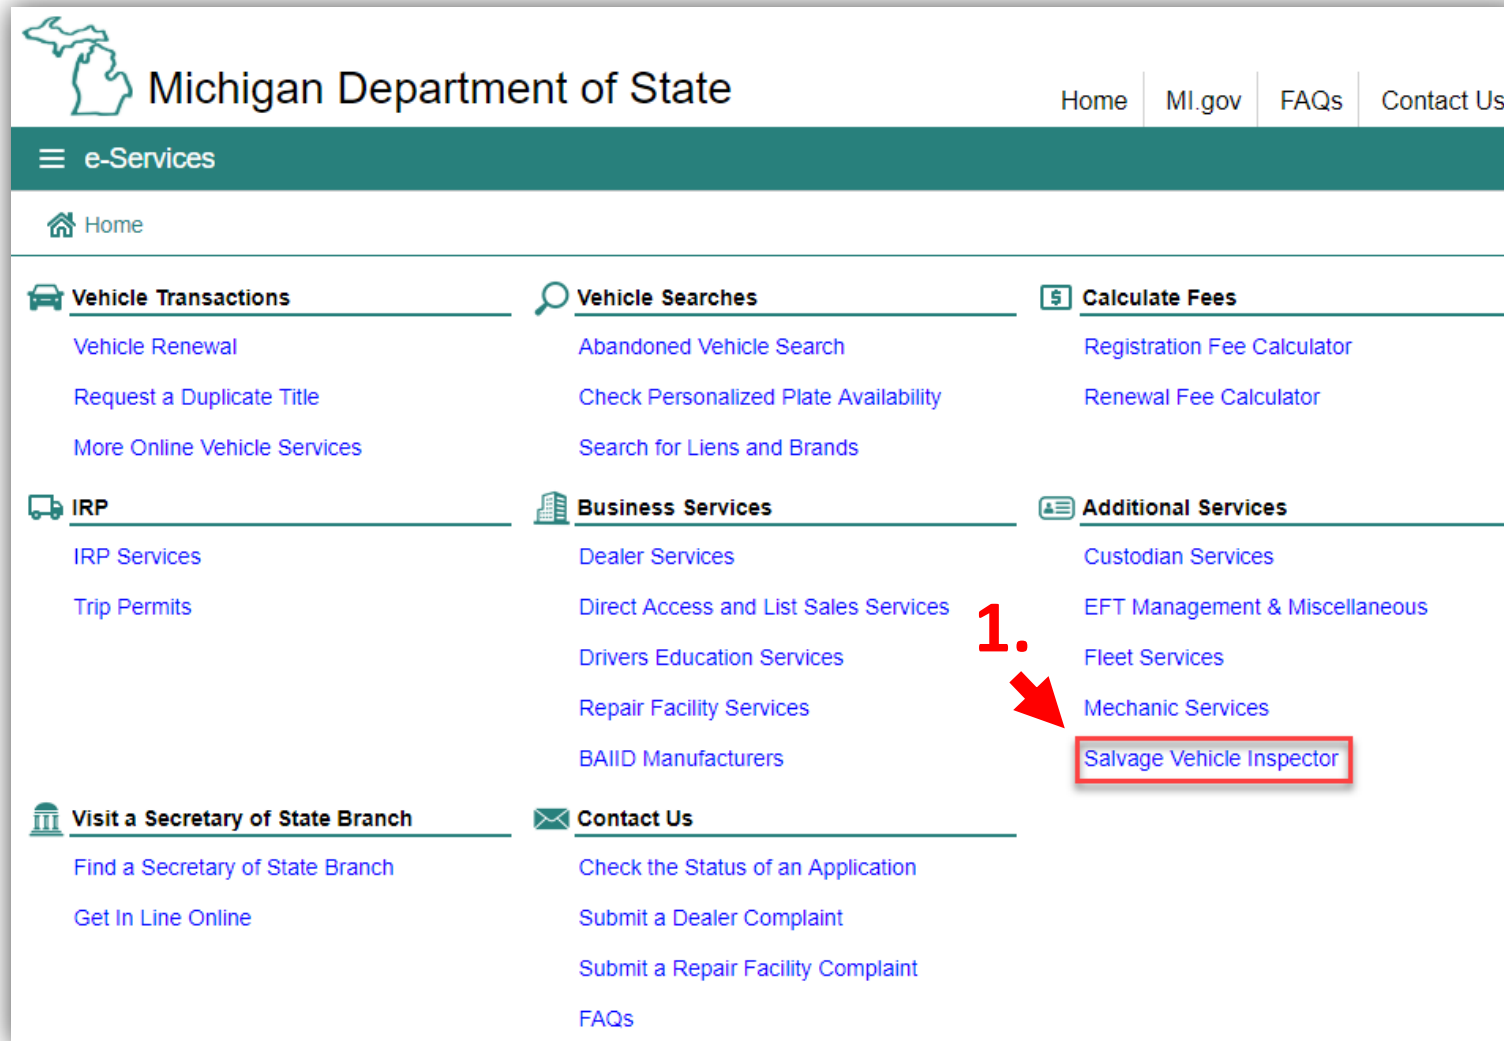 Michigan Department of State
Home MI.gov FAQs Contact Us
e-Services
Home
Vehicle Transactions
Vehicle Renewal
Request a Duplicate Title
More Online Vehicle Services
Vehicle Searches
Abandoned Vehicle Search
Check Personalized Plate Availability
Search for Liens and Brands
$ Calculate Fees
Registration Fee Calculator
Renewal Fee Calculator
IRP
IRP Services
Trip Permits
Business Services
Dealer Services
Direct Access and List Sales Services
Drivers Education Services
Repair Facility Services
BAIID Manufacturers
Additional Services
Custodian Services
EFT Management & Miscellaneous
Fleet Services
Mechanic Services
1.
Salvage Vehicle Inspector
Visit a Secretary of State Branch
Find a Secretary of State Branch
Get In Line Online
Contact Us
Check the Status of an Application
Submit a Dealer Complaint
Submit a Repair Facility Complaint
FAQs